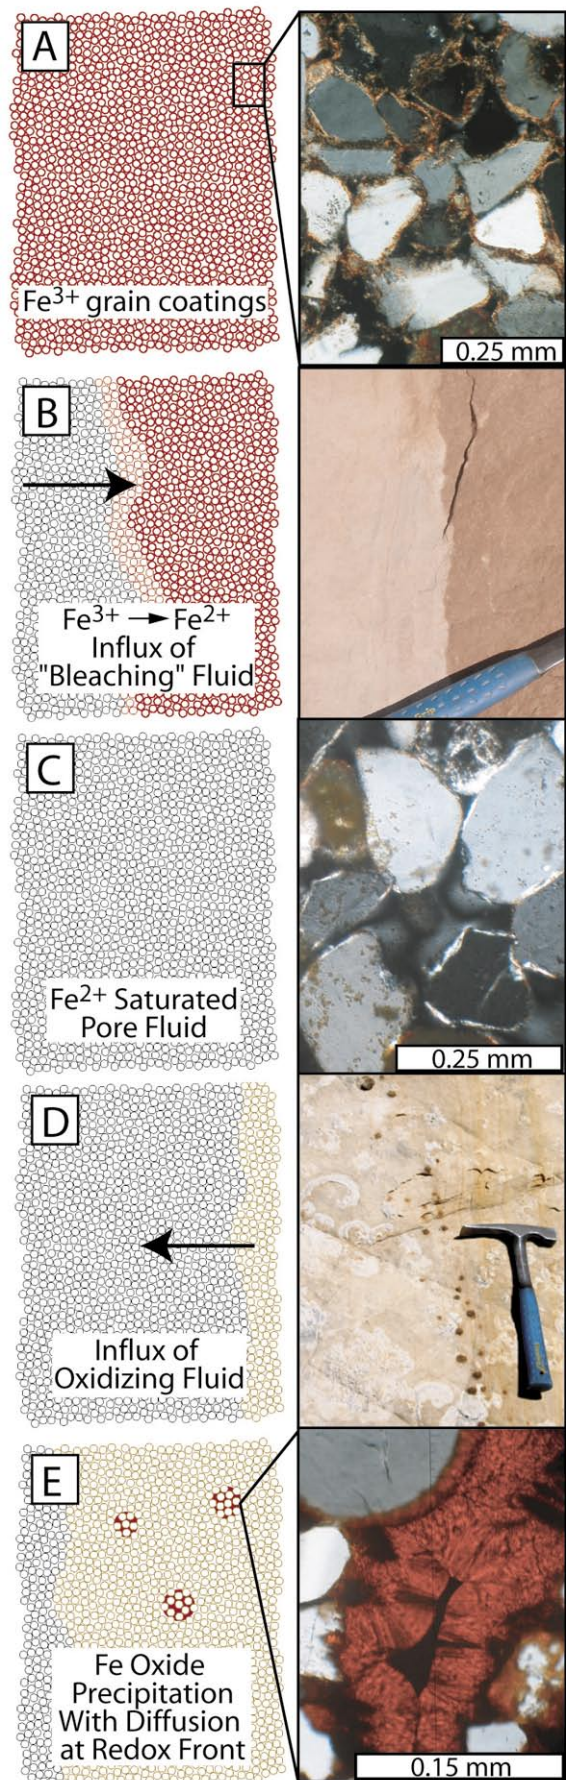 A
Fe³⁺ grain coatings
0.25 mm
B
Fe³⁺ → Fe²⁺
Influx of
"Bleaching" Fluid
C
Fe²⁺ Saturated
Pore Fluid
0.25 mm
D
Influx of
Oxidizing Fluid
E
Fe Oxide
Precipitation
With Diffusion
at Redox Front
0.15 mm